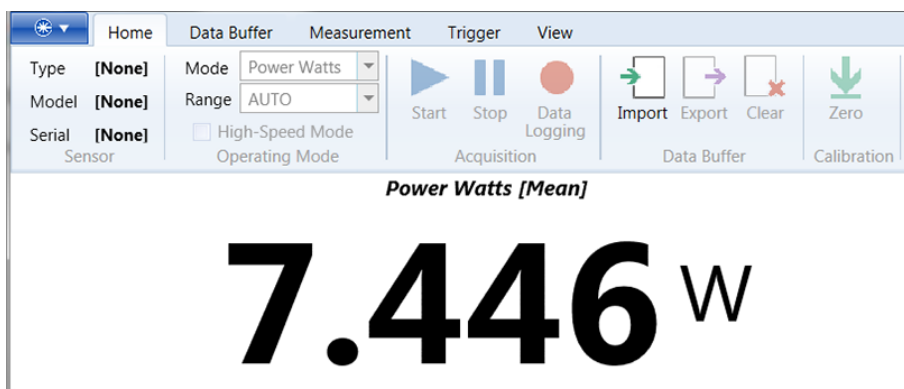 Home Data Buffer Measurement Trigger View
Type [None]
Model [None]
Serial [None]
Sensor
Mode Power Watts
Range AUTO
High-Speed Mode
Operating Mode
Start Stop Data Logging
Acquisition
Import Export Clear
Data Buffer
Zero
Calibration
Power Watts [Mean]
7.446 W